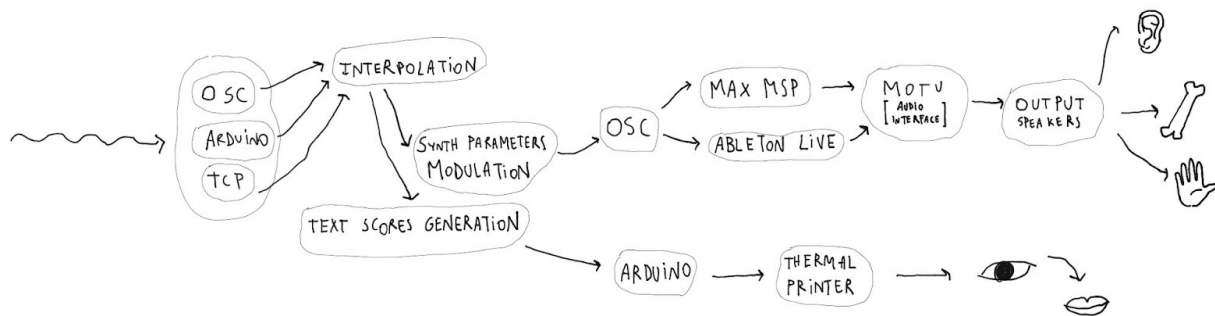 OSC
ARDUINO
TCP
INTERPOLATION
SYNTH PARAMETERS
MODULATION
TEXT SCORES GENERATION
OSC
MAX MSP
ABLETON LIVE
MOTU
[AUDIO
INTERFACE]
OUTPUT
SPEAKERS
ARDUINO
THERMAL
PRINTER